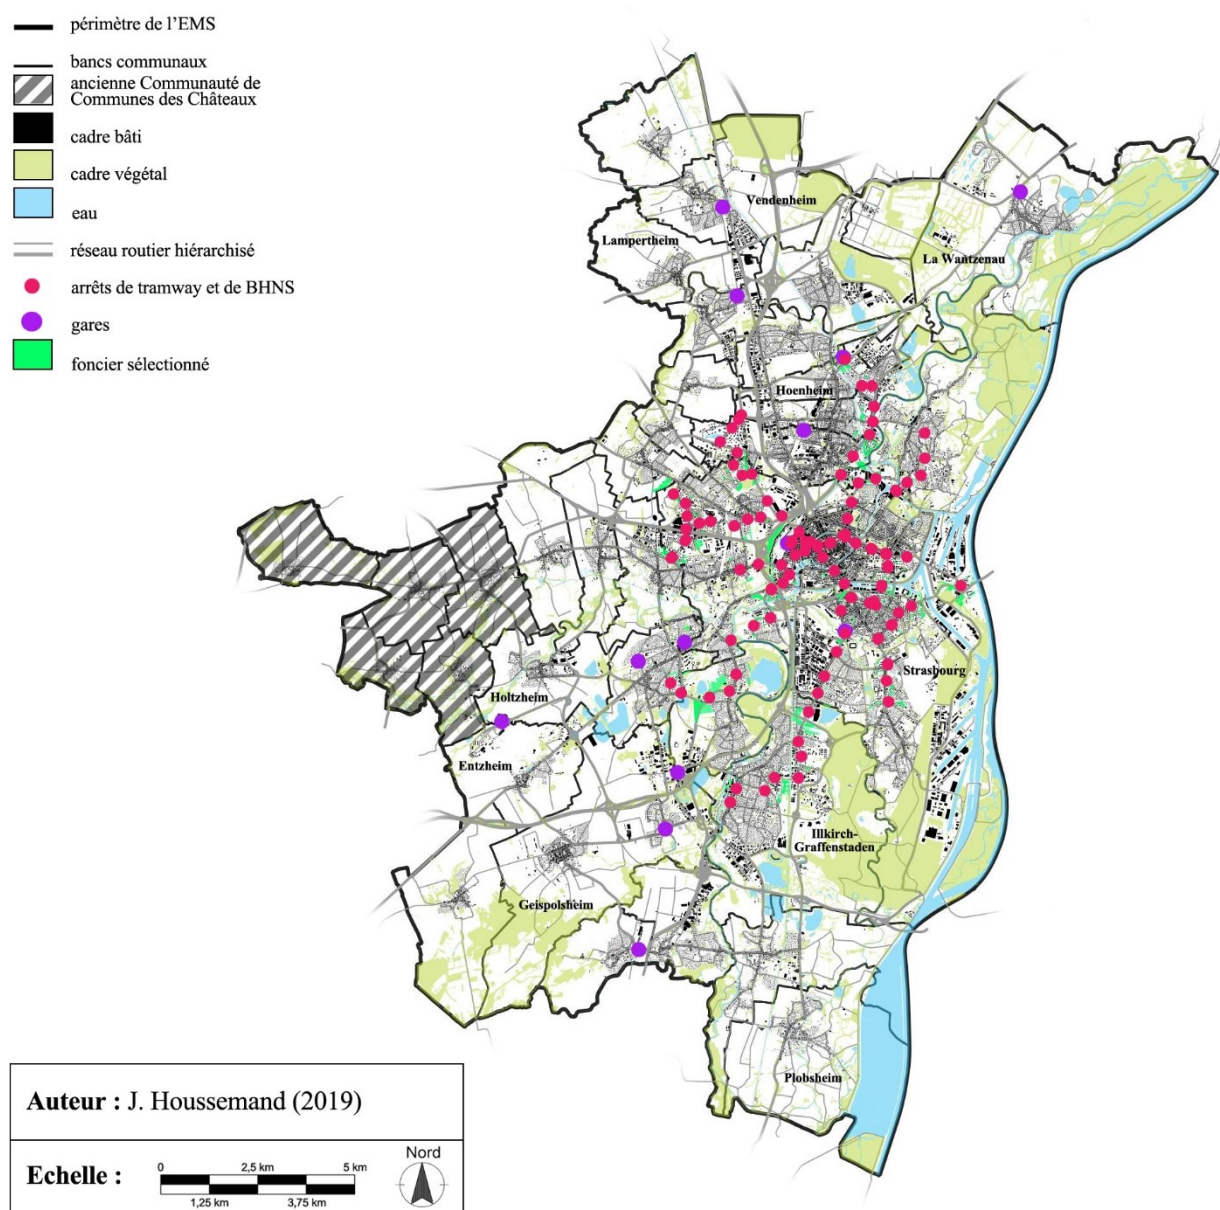 périmètre de l'EMS
bancs communaux
ancienne Communauté de
Communes des Châteaux
cadre bâti
cadre végétal
eau
réseau routier hiérarchisé
arrêts de tramway et de BHNS
gares
foncier sélectionné
Vendenheim
Lampertheim
La Wantzenau
Hoenheim
Strasbourg
Holtzheim
Entzheim
Illkirch-
Graffenstaden
Geispolsheim
Plobsheim
Auteur : J. Houssemand (2019)
Echelle :
0 2,5 km 5 km
1,25 km 3,75 km
Nord